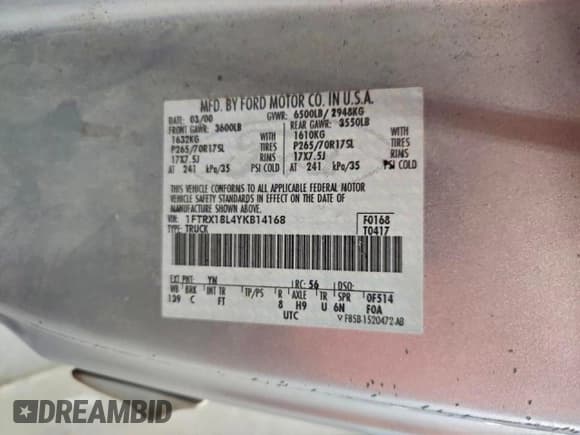 MFD. BY FORD MOTOR CO. IN U.S.A.
DATE: 03/00 GVWR: 6500LB/ 2948KG
FRONT GAWR: 3600LB REAR GAWR: 3550LB
1632KG WITH 1610KG WITH
P265/70R17SL TIRES P265/70R17SL TIRES
17X7.5J RIMS 17X7.5J RIMS
AT 241 kPa/35 PSI COLD AT 241 kPa/35 PSI COLD
THIS VEHICLE CONFORMS TO ALL APPLICABLE FEDERAL MOTOR
VEHICLE SAFETY STANDARDS IN EFFECT ON THE DATE OF
MANUFACTURE SHOWN ABOVE.
VIN: 1FTRX18L4YKB14168 F0168
TYPE: TRUCK T0417
EXT PNT: YN RC: 56 DSO:
WB BRK INT TR TP/PS R AXLE TR SPR 0F514
139 C FT 8 H9 U 6N F0A
UTC F85B-1520472-AB
DREAMBID